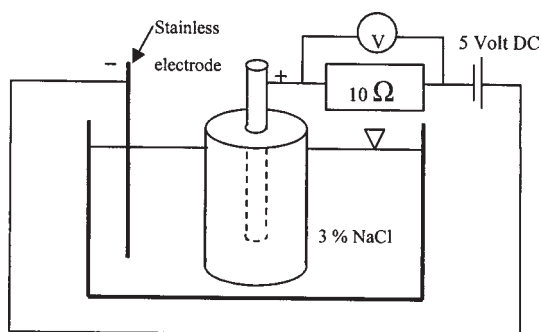 Stainless
electrode
−
+
V
5 Volt DC
10 Ω
3 % NaCl